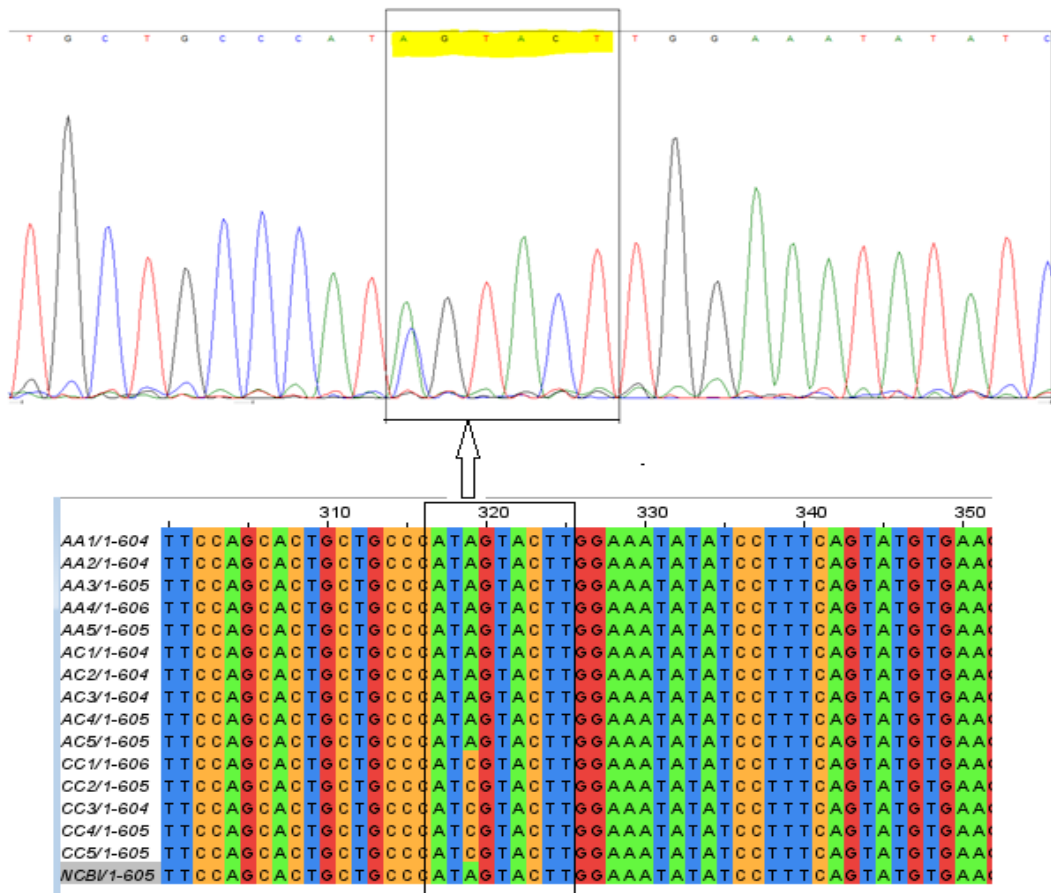 T G C T G C C C A T A G T A C T T G G A A A T A T A T C
310 320 330 340 350
AA1/1-604 TTCCAGCACTGCTGCCCATAGTACTTGGAAATATATCCTTTCAGTATGTGAA
AA2/1-604 TTCCAGCACTGCTGCCCATAGTACTTGGAAATATATCCTTTCAGTATGTGAA
AA3/1-605 TTCCAGCACTGCTGCCCATAGTACTTGGAAATATATCCTTTCAGTATGTGAA
AA4/1-606 TTCCAGCACTGCTGCCCATAGTACTTGGAAATATATCCTTTCAGTATGTGAA
AA5/1-605 TTCCAGCACTGCTGCCCATAGTACTTGGAAATATATCCTTTCAGTATGTGAA
AC1/1-604 TTCCAGCACTGCTGCCCATAGTACTTGGAAATATATCCTTTCAGTATGTGAA
AC2/1-604 TTCCAGCACTGCTGCCCATAGTACTTGGAAATATATCCTTTCAGTATGTGAA
AC3/1-604 TTCCAGCACTGCTGCCCATAGTACTTGGAAATATATCCTTTCAGTATGTGAA
AC4/1-605 TTCCAGCACTGCTGCCCATAGTACTTGGAAATATATCCTTTCAGTATGTGAA
AC5/1-605 TTCCAGCACTGCTGCCCATAGTACTTGGAAATATATCCTTTCAGTATGTGAA
CC1/1-606 TTCCAGCACTGCTGCCCATCGTACTTGGAAATATATCCTTTCAGTATGTGAA
CC2/1-605 TTCCAGCACTGCTGCCCATCGTACTTGGAAATATATCCTTTCAGTATGTGAA
CC3/1-604 TTCCAGCACTGCTGCCCATCGTACTTGGAAATATATCCTTTCAGTATGTGAA
CC4/1-605 TTCCAGCACTGCTGCCCATCGTACTTGGAAATATATCCTTTCAGTATGTGAA
CC5/1-605 TTCCAGCACTGCTGCCCATCGTACTTGGAAATATATCCTTTCAGTATGTGAA
NCBI/1-605 TTCCAGCACTGCTGCCCATAGTACTTGGAAATATATCCTTTCAGTATGTGAA